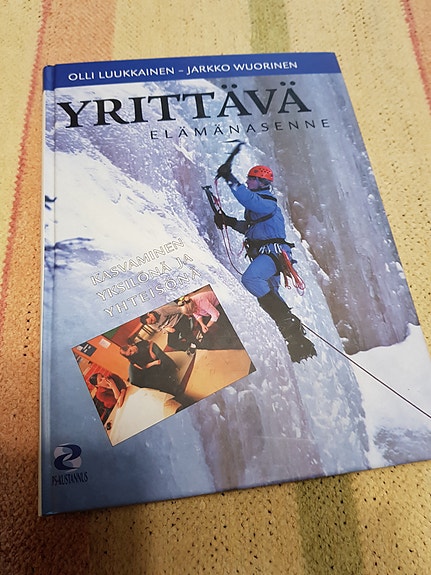 OLLI LUUKKAINEN – JARKKO WUORINEN
YRITTÄVÄ
ELÄMÄNASENNE
KASVAMINEN
YKSILÖNÄ JA
YHTEISÖNÄ
PS-KUSTANNUS